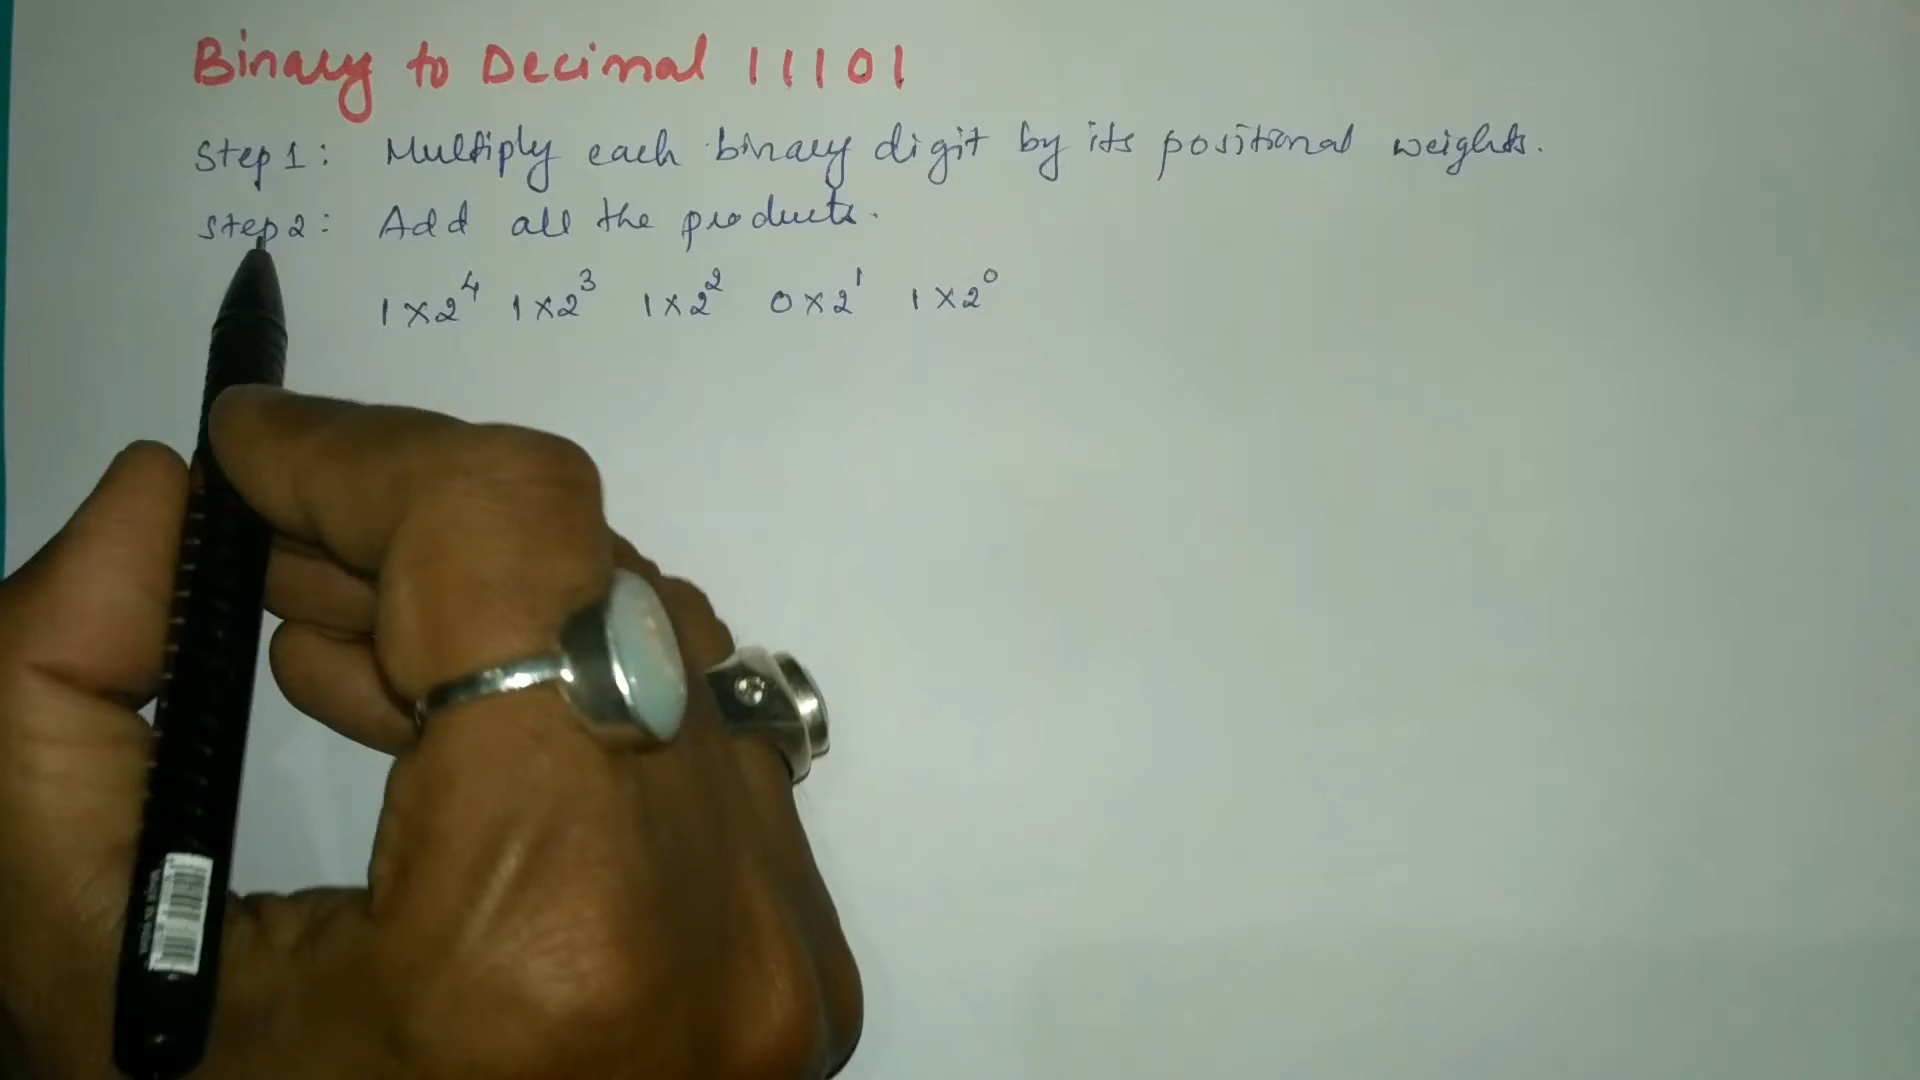 Binary to Decimal 11101
Step 1: Multiply each binary digit by its positional weights.
Step 2: Add all the products.
1×2⁴ 1×2³ 1×2² 0×2¹ 1×2⁰